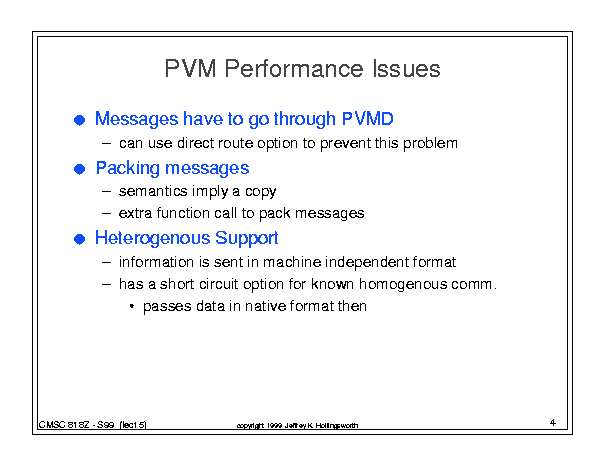 PVM Performance Issues
● Messages have to go through PVMD
– can use direct route option to prevent this problem
● Packing messages
– semantics imply a copy
– extra function call to pack messages
● Heterogenous Support
– information is sent in machine independent format
– has a short circuit option for known homogenous comm.
• passes data in native format then
CMSC 818Z - S99 (lect 5)
copyright 1999 Jeffrey K. Hollingsworth
4